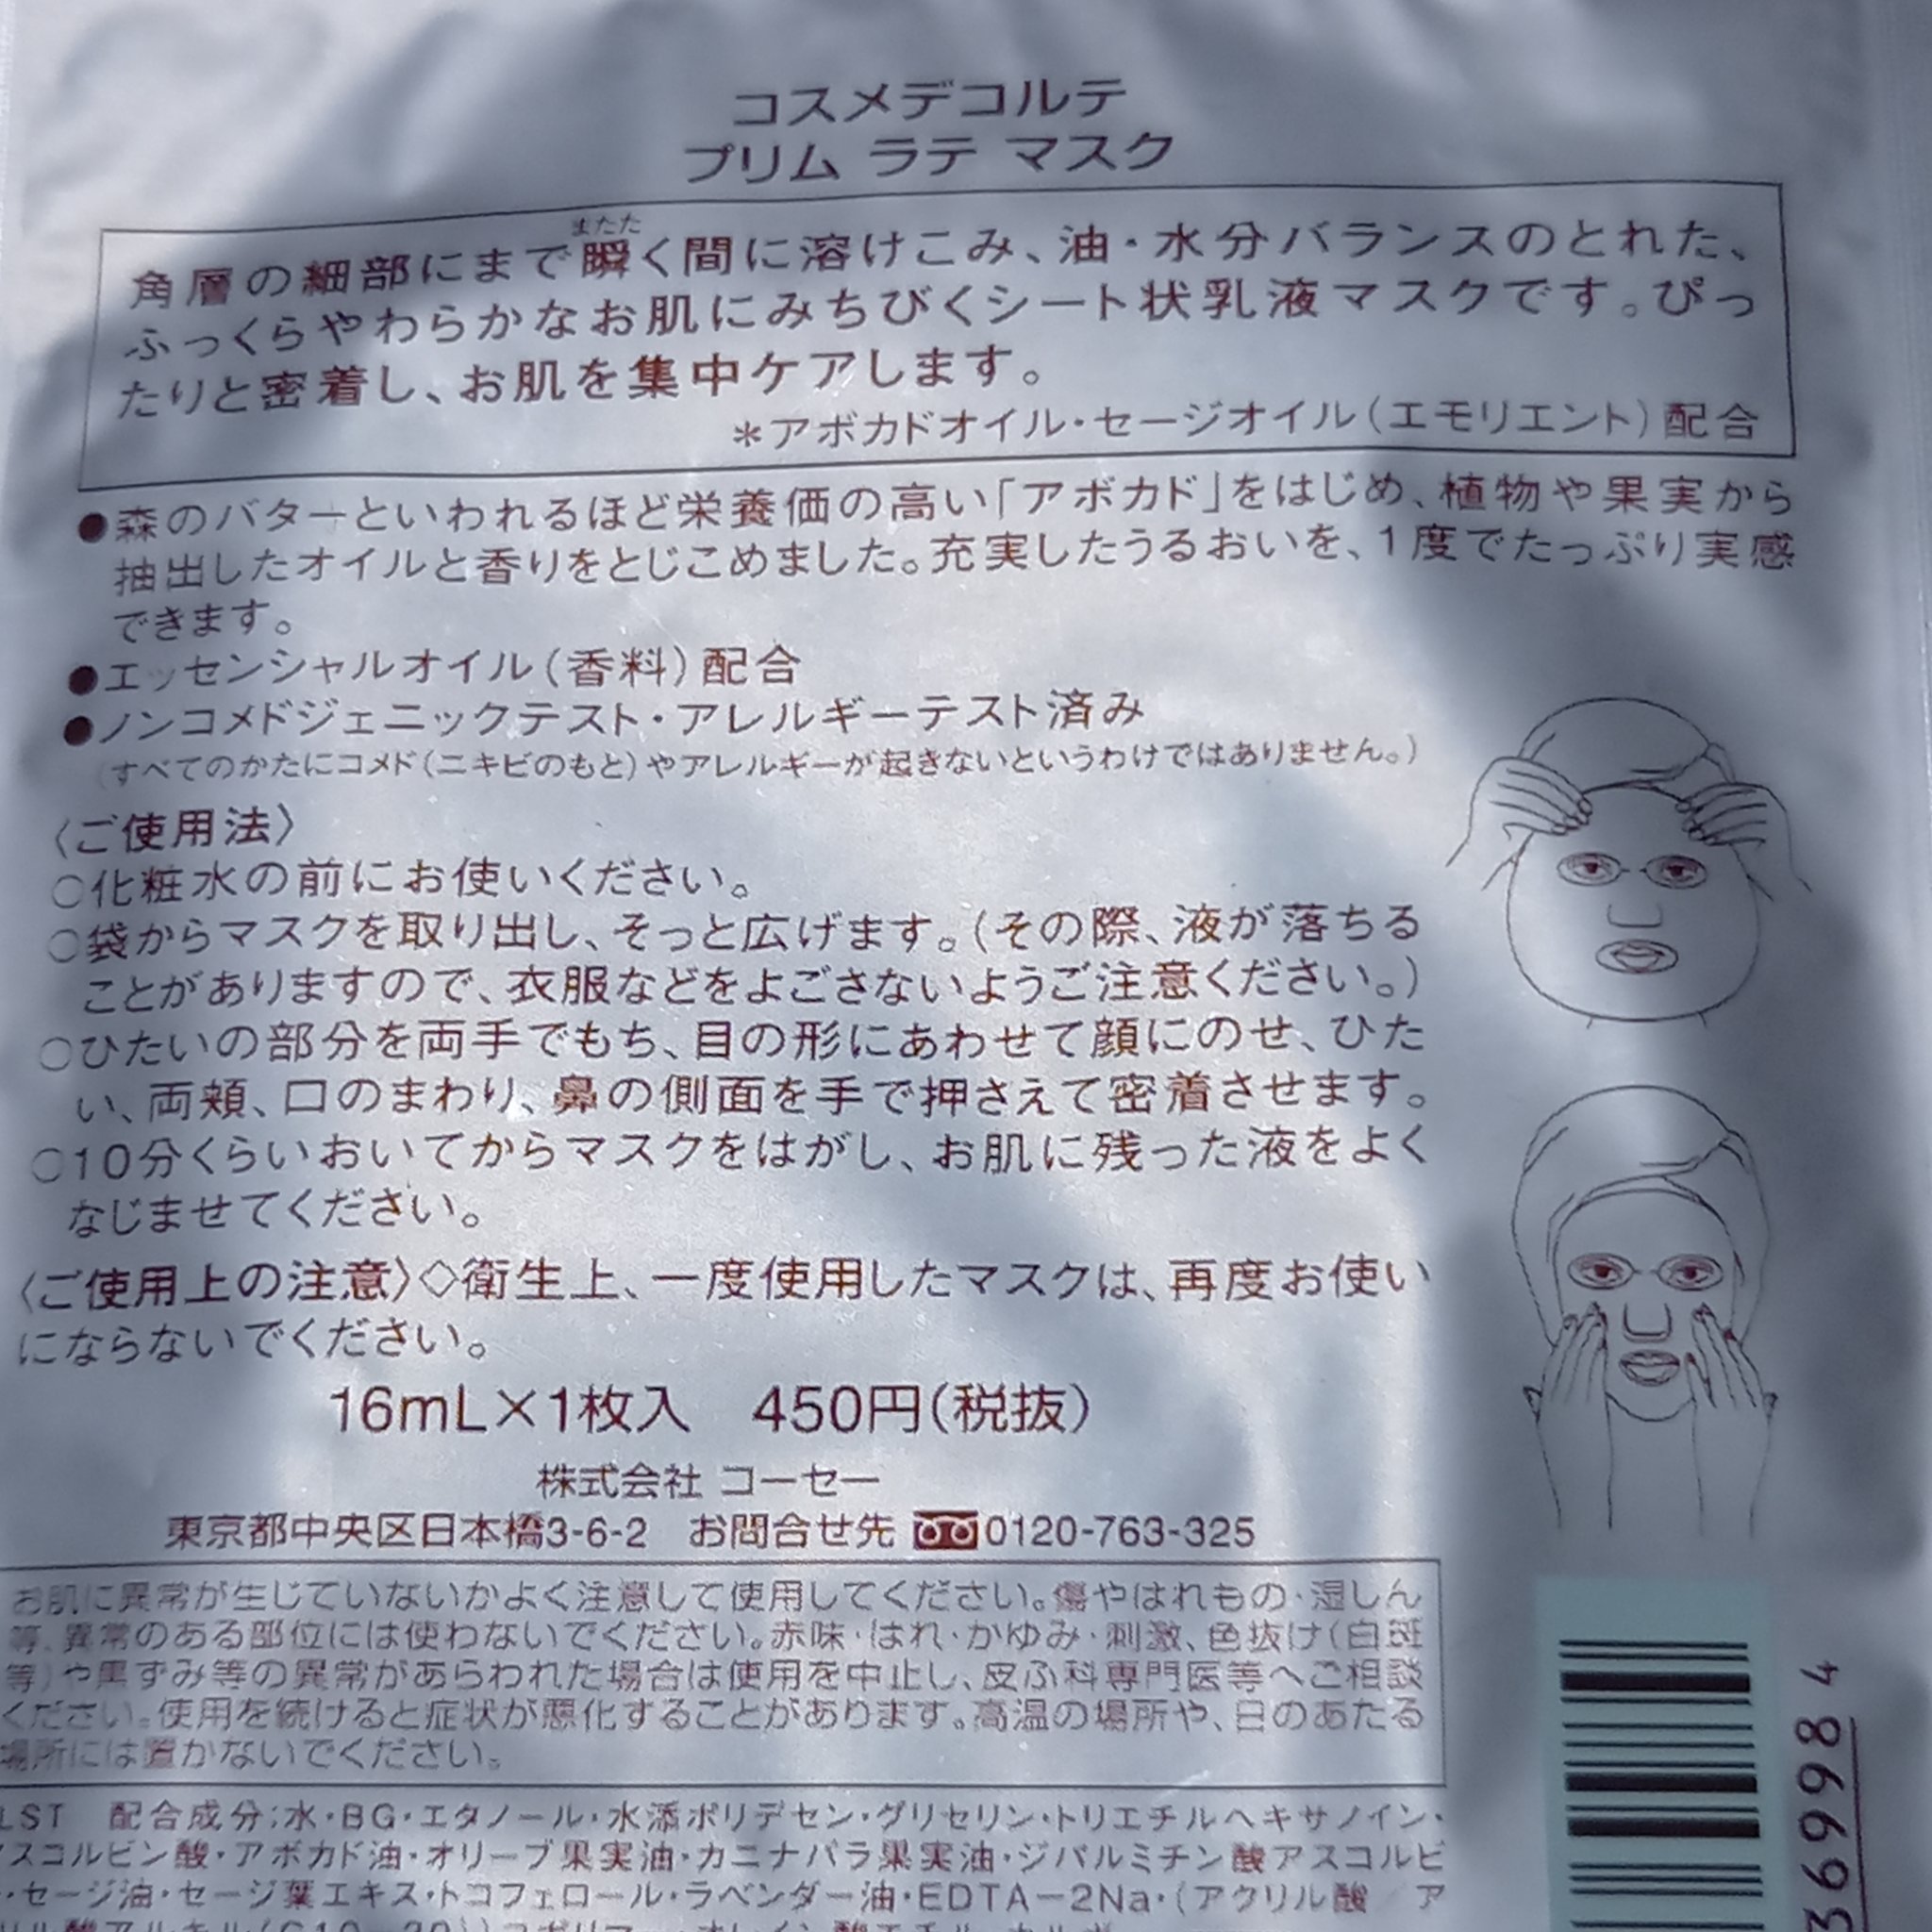 コスメデコルテ
プリム ラテ マスク
またた
角層の細部にまで瞬く間に溶けこみ、油・水分バランスのとれた、
ふっくらやわらかなお肌にみちびくシート状乳液マスクです。ぴっ
たりと密着し、お肌を集中ケアします。
＊アボカドオイル・セージオイル(エモリエント)配合
●森のバターといわれるほど栄養価の高い「アボカド」をはじめ、植物や果実から
抽出したオイルと香りをとじこめました。充実したうるおいを、1度でたっぷり実感
できます。
●エッセンシャルオイル(香料)配合
●ノンコメドジェニックテスト・アレルギーテスト済み
(すべてのかたにコメド(ニキビのもと)やアレルギーが起きないというわけではありません。)
〈ご使用法〉
○化粧水の前にお使いください。
○袋からマスクを取り出し、そっと広げます。(その際、液が落ちる
ことがありますので、衣服などをよごさないようご注意ください。)
○ひたいの部分を両手でもち、目の形にあわせて顔にのせ、ひた
い、両頬、口のまわり、鼻の側面を手で押さえて密着させます。
○10分くらいおいてからマスクをはがし、お肌に残った液をよく
なじませてください。
〈ご使用上の注意〉◇衛生上、一度使用したマスクは、再度お使い
にならないでください。
16mL×1枚入 450円(税抜)
株式会社 コーセー
東京都中央区日本橋3-6-2 お問合せ先 0120-763-325
お肌に異常が生じていないかよく注意して使用してください。傷やはれもの・湿しん
等、異常のある部位には使わないでください。赤味・はれ・かゆみ・刺激、色抜け(白斑
等)や黒ずみ等の異常があらわれた場合は使用を中止し、皮ふ科専門医等へご相談
ください。使用を続けると症状が悪化することがあります。高温の場所や、日のあたる
場所には置かないでください。
LST 配合成分:水・BG・エタノール・水添ポリデセン・グリセリン・トリエチルヘキサノイン・
スコルビン酸・アボカド油・オリーブ果実油・カニナバラ果実油・ジパルミチン酸アスコルビ
・セージ油・セージ葉エキス・トコフェロール・ラベンダー油・EDTA－2Na・(アクリル酸／ア
369984